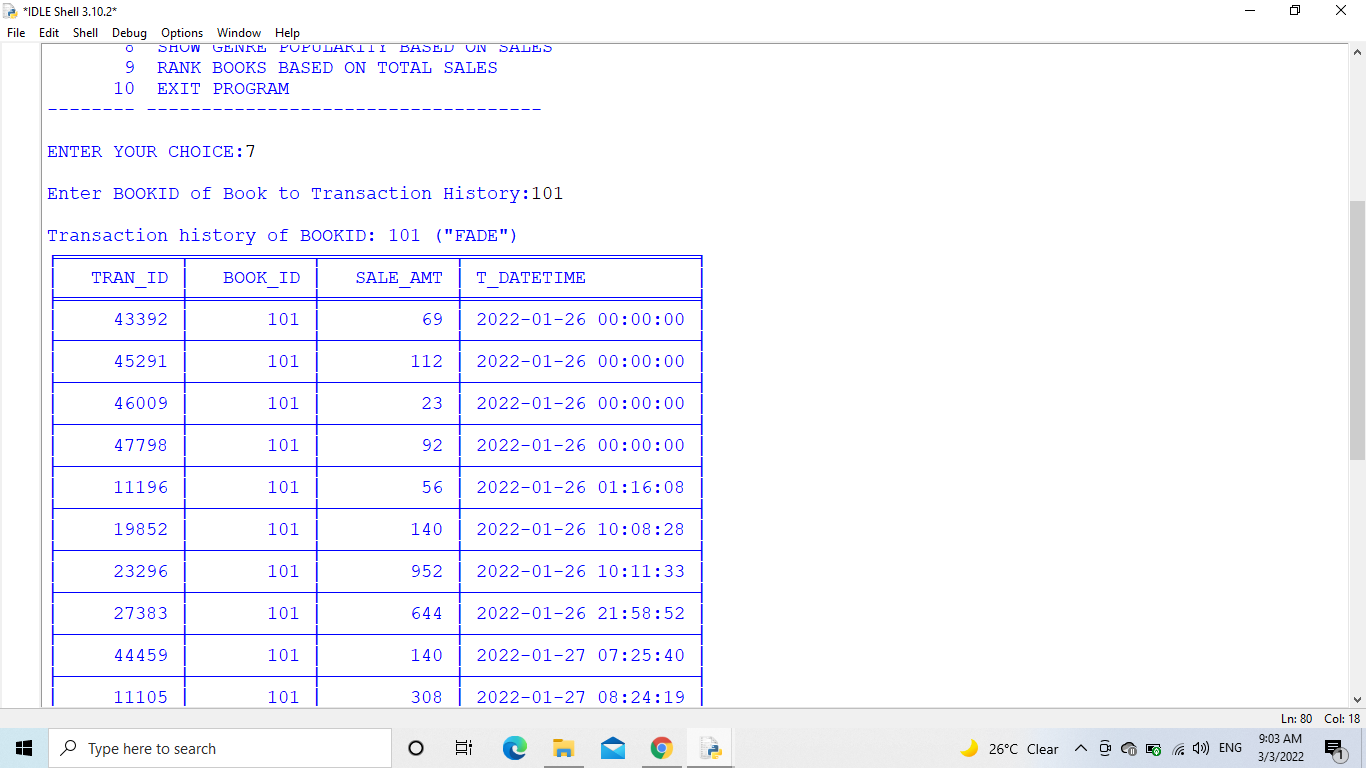 *IDLE Shell 3.10.2*
File Edit Shell Debug Options Window Help
8 SHOW GENRE POPULARITY BASED ON SALES
9 RANK BOOKS BASED ON TOTAL SALES
10 EXIT PROGRAM
-------- ------------------------------------
ENTER YOUR CHOICE:7
Enter BOOKID of Book to Transaction History:101
Transaction history of BOOKID: 101 ("FADE")
TRAN_ID BOOK_ID SALE_AMT T_DATETIME
43392 101 69 2022-01-26 00:00:00
45291 101 112 2022-01-26 00:00:00
46009 101 23 2022-01-26 00:00:00
47798 101 92 2022-01-26 00:00:00
11196 101 56 2022-01-26 01:16:08
19852 101 140 2022-01-26 10:08:28
23296 101 952 2022-01-26 10:11:33
27383 101 644 2022-01-26 21:58:52
44459 101 140 2022-01-27 07:25:40
11105 101 308 2022-01-27 08:24:19
Ln: 80 Col: 18
Type here to search
26°C Clear
ENG
9:03 AM
3/3/2022
1